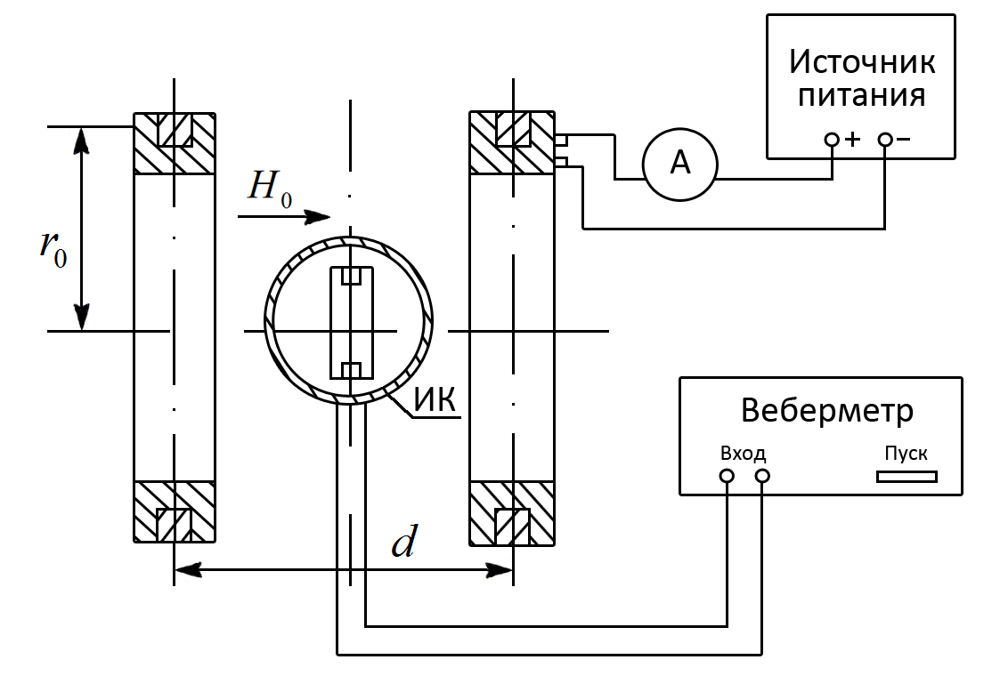 Источник
питания
+ −
А
H₀
r₀
ИК
Веберметр
Вход Пуск
d